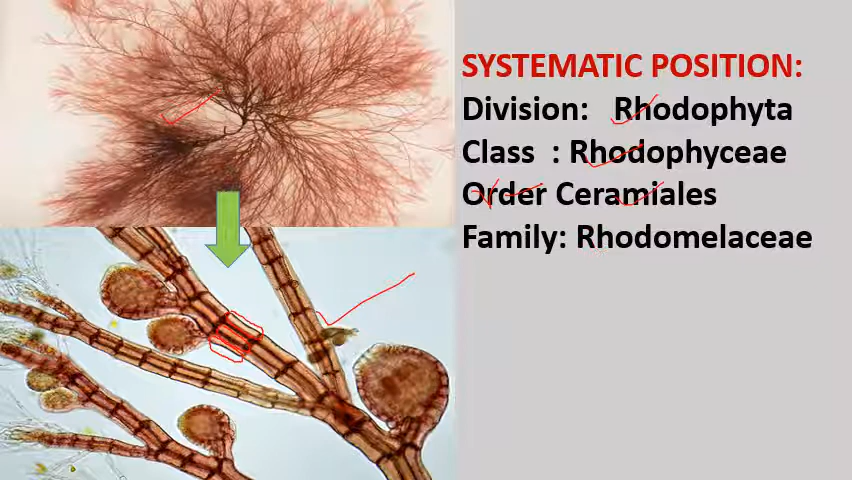 SYSTEMATIC POSITION:
Division: Rhodophyta
Class : Rhodophyceae
Order Ceramiales
Family: Rhodomelaceae